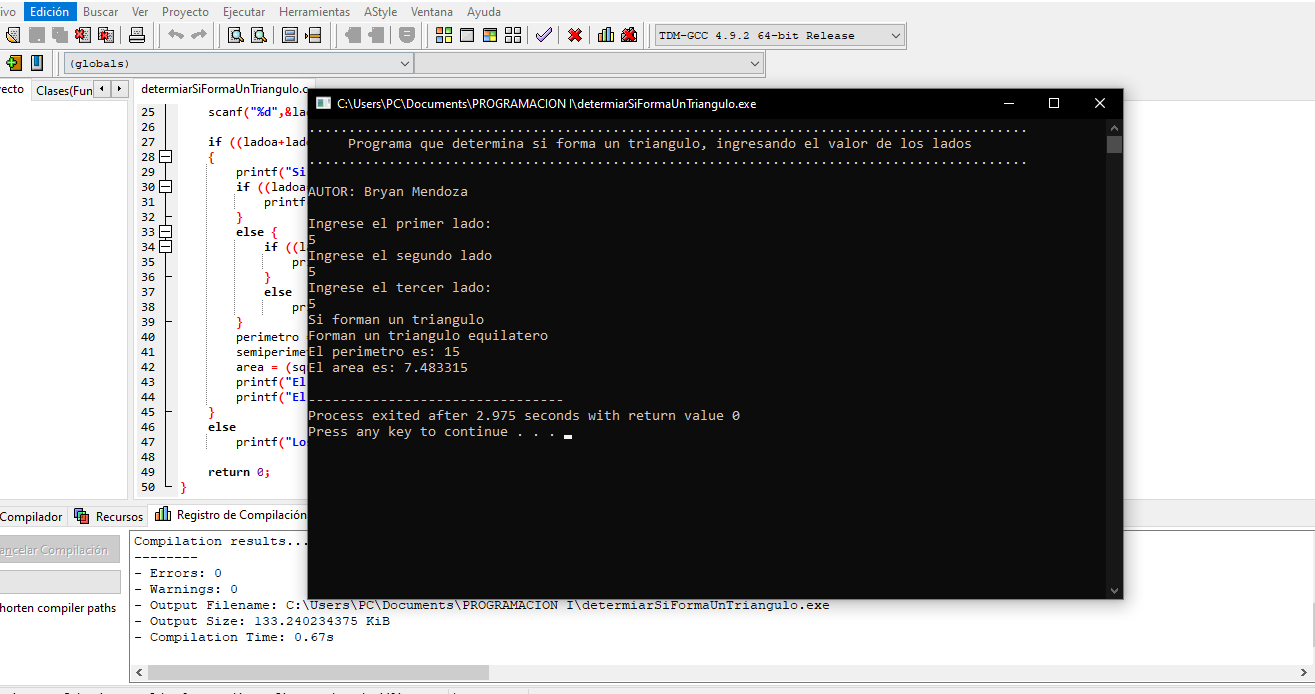 Edición Buscar Ver Proyecto Ejecutar Herramientas AStyle Ventana Ayuda
TDM-GCC 4.9.2 64-bit Release
(globals)
Clases(Fun
determiarSiFormaUnTriangulo.c
25 scanf("%d",&la
26
27 if ((ladoa+lad
28 {
29 printf("Si
30 if ((ladoa
31 printf
32 }
33 else {
34 if ((l
35 pr
36 }
37 else
38 pr
39 }
40 perimetro
41 semiperime
42 area = (sq
43 printf("El
44 printf("El
45 }
46 else
47 printf("Lo
48
49 return 0;
50 }
C:\Users\PC\Documents\PROGRAMACION I\determiarSiFormaUnTriangulo.exe
Programa que determina si forma un triangulo, ingresando el valor de los lados
AUTOR: Bryan Mendoza
Ingrese el primer lado:
5
Ingrese el segundo lado
5
Ingrese el tercer lado:
5
Si forman un triangulo
Forman un triangulo equilatero
El perimetro es: 15
El area es: 7.483315
--------------------------------
Process exited after 2.975 seconds with return value 0
Press any key to continue . . .
Compilador Recursos Registro de Compilación
Compilation results...
--------
- Errors: 0
- Warnings: 0
- Output Filename: C:\Users\PC\Documents\PROGRAMACION I\determiarSiFormaUnTriangulo.exe
- Output Size: 133.240234375 KiB
- Compilation Time: 0.67s
ancelar Compilación
horten compiler paths